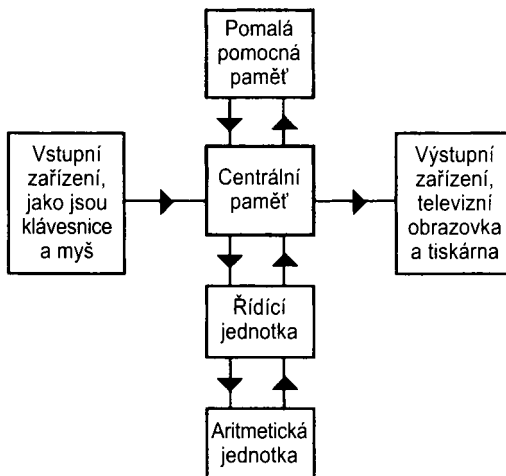 Pomalá
pomocná
paměť
Vstupní
zařízení,
jako jsou
klávesnice
a myš
Centrální
paměť
Výstupní
zařízení,
televizní
obrazovka
a tiskárna
Řídící
jednotka
Aritmetická
jednotka